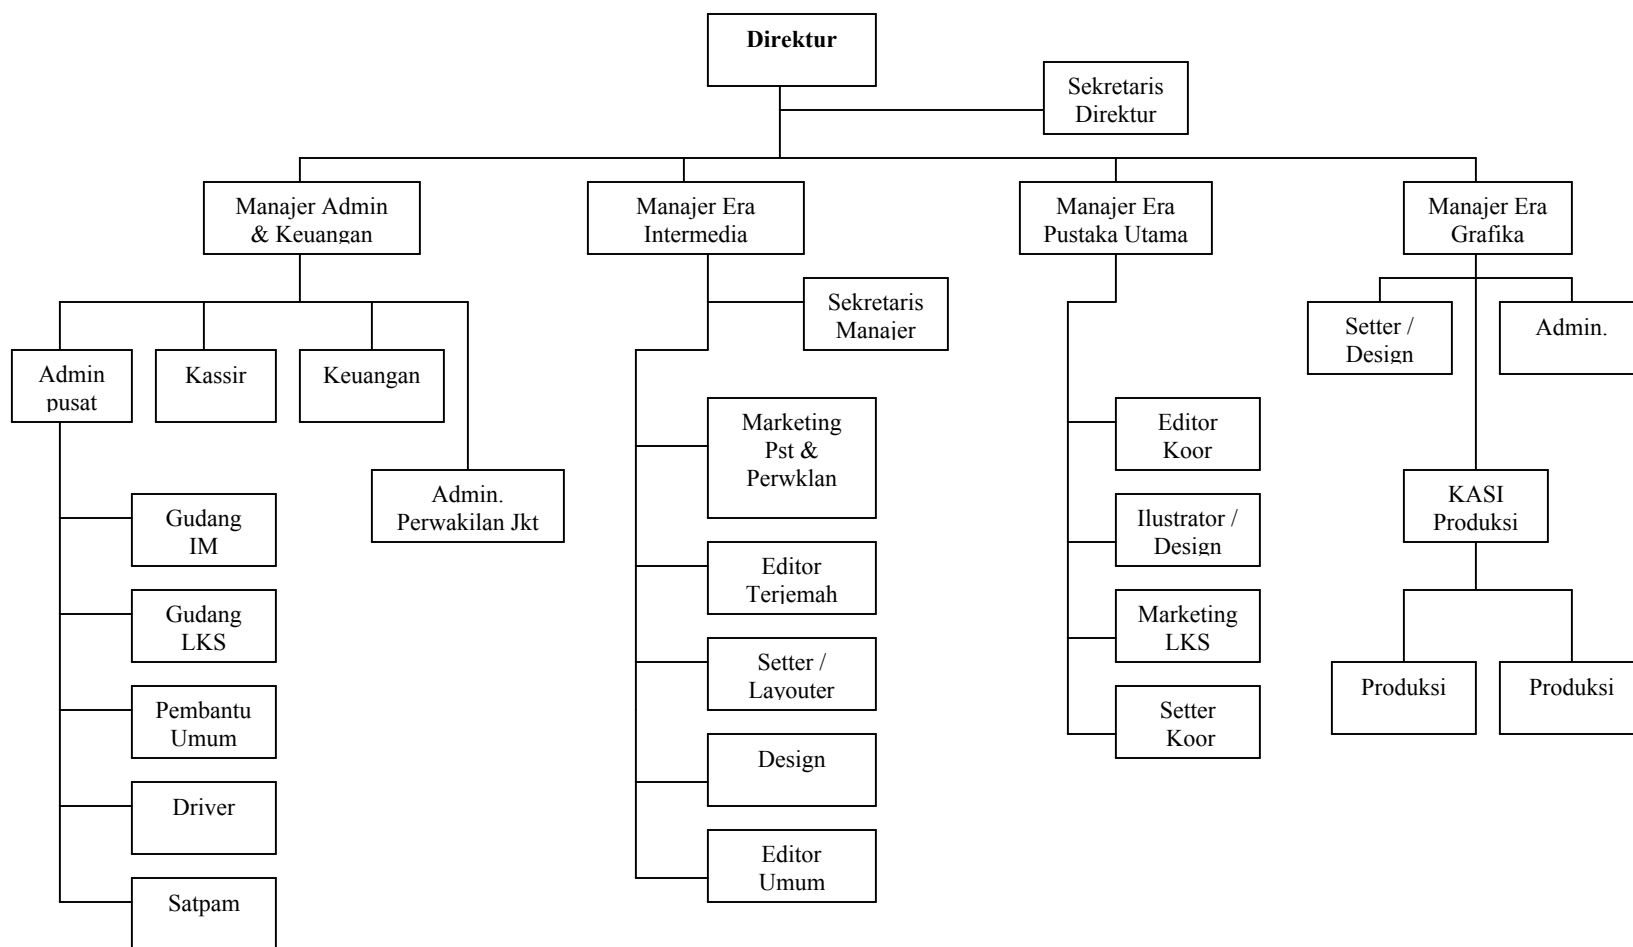 Direktur
Sekretaris
Direktur
Manajer Admin
& Keuangan
Manajer Era
Intermedia
Manajer Era
Pustaka Utama
Manajer Era
Grafika
Sekretaris
Manajer
Setter /
Design
Admin.
Admin
pusat
Kassir
Keuangan
Marketing
Pst &
Perwklan
Editor
Koor
Admin.
Perwakilan Jkt
KASI
Produksi
Gudang
IM
Ilustrator /
Design
Editor
Terjemah
Gudang
LKS
Marketing
LKS
Setter /
Layouter
Produksi
Produksi
Pembantu
Umum
Setter
Koor
Design
Driver
Editor
Umum
Satpam